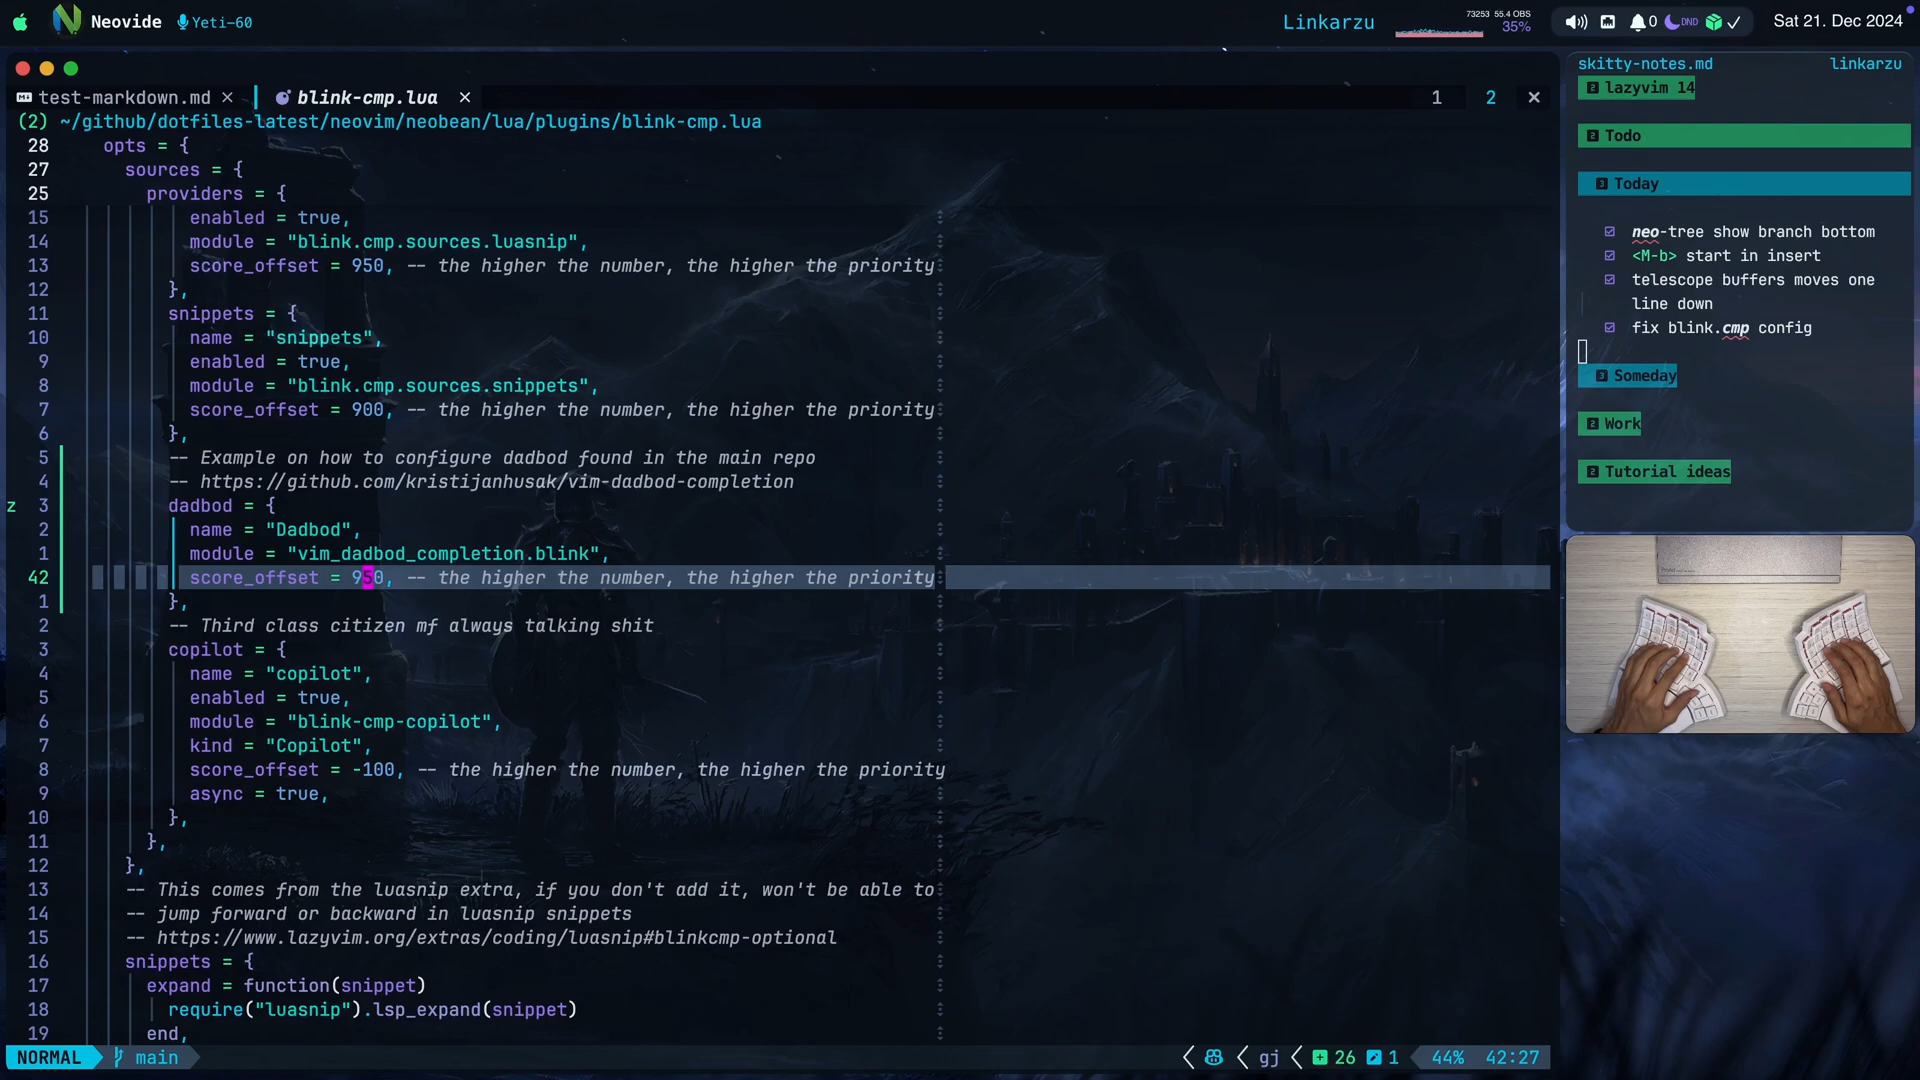 Neovide Yeti-60
Linkarzu
73253 55.4 OBS
35%
0 DND
Sat 21. Dec 2024
test-markdown.md
blink-cmp.lua
1 2
(2) ~/github/dotfiles-latest/neovim/neobean/lua/plugins/blink-cmp.lua
28 opts = {
27 sources = {
25 providers = {
15 enabled = true,
14 module = "blink.cmp.sources.luasnip",
13 score_offset = 950, -- the higher the number, the higher the priority
12 },
11 snippets = {
10 name = "snippets",
9 enabled = true,
8 module = "blink.cmp.sources.snippets",
7 score_offset = 900, -- the higher the number, the higher the priority
6 },
5 -- Example on how to configure dadbod found in the main repo
4 -- https://github.com/kristijanhusak/vim-dadbod-completion
z 3 dadbod = {
2 name = "Dadbod",
1 module = "vim_dadbod_completion.blink",
42 score_offset = 950, -- the higher the number, the higher the priority
1 },
2 -- Third class citizen mf always talking shit
3 copilot = {
4 name = "copilot",
5 enabled = true,
6 module = "blink-cmp-copilot",
7 kind = "Copilot",
8 score_offset = -100, -- the higher the number, the higher the priority
9 async = true,
10 },
11 },
12 },
13 -- This comes from the luasnip extra, if you don't add it, won't be able to
14 -- jump forward or backward in luasnip snippets
15 -- https://www.lazyvim.org/extras/coding/luasnip#blinkcmp-optional
16 snippets = {
17 expand = function(snippet)
18 require("luasnip").lsp_expand(snippet)
19 end,
NORMAL main
gj 26 1 44% 42:27
skitty-notes.md linkarzu
2 lazyvim 14
2 Todo
3 Today
neo-tree show branch bottom
<M-b> start in insert
telescope buffers moves one
line down
fix blink.cmp config
3 Someday
2 Work
2 Tutorial ideas